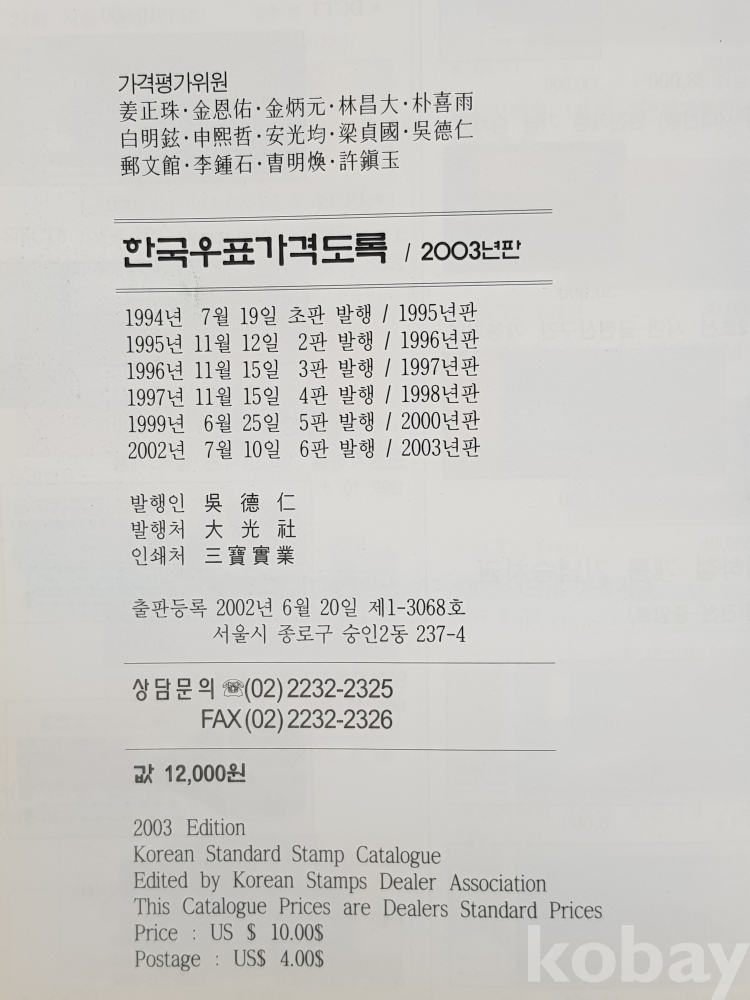 가격평가위원
姜正珠·金恩佑·金炳元·林昌大·朴喜雨
白明鉉·申熙哲·安光均·梁貞國·吳德仁
郵文館·李鍾石·曺明煥·許鎭玉
한국우표가격도록 / 2003년판
1994년 7월 19일 초판 발행 / 1995년판
1995년 11월 12일 2판 발행 / 1996년판
1996년 11월 15일 3판 발행 / 1997년판
1997년 11월 15일 4판 발행 / 1998년판
1999년 6월 25일 5판 발행 / 2000년판
2002년 7월 10일 6판 발행 / 2003년판
발행인 吳德仁
발행처 大光社
인쇄처 三寶實業
출판등록 2002년 6월 20일 제1-3068호
서울시 종로구 숭인2동 237-4
상담문의 ☏(02)2232-2325
FAX(02)2232-2326
값 12,000원
2003 Edition
Korean Standard Stamp Catalogue
Edited by Korean Stamps Dealer Association
This Catalogue Prices are Dealers Standard Prices
Price : US $ 10.00$
Postage : US$ 4.00$
kobay